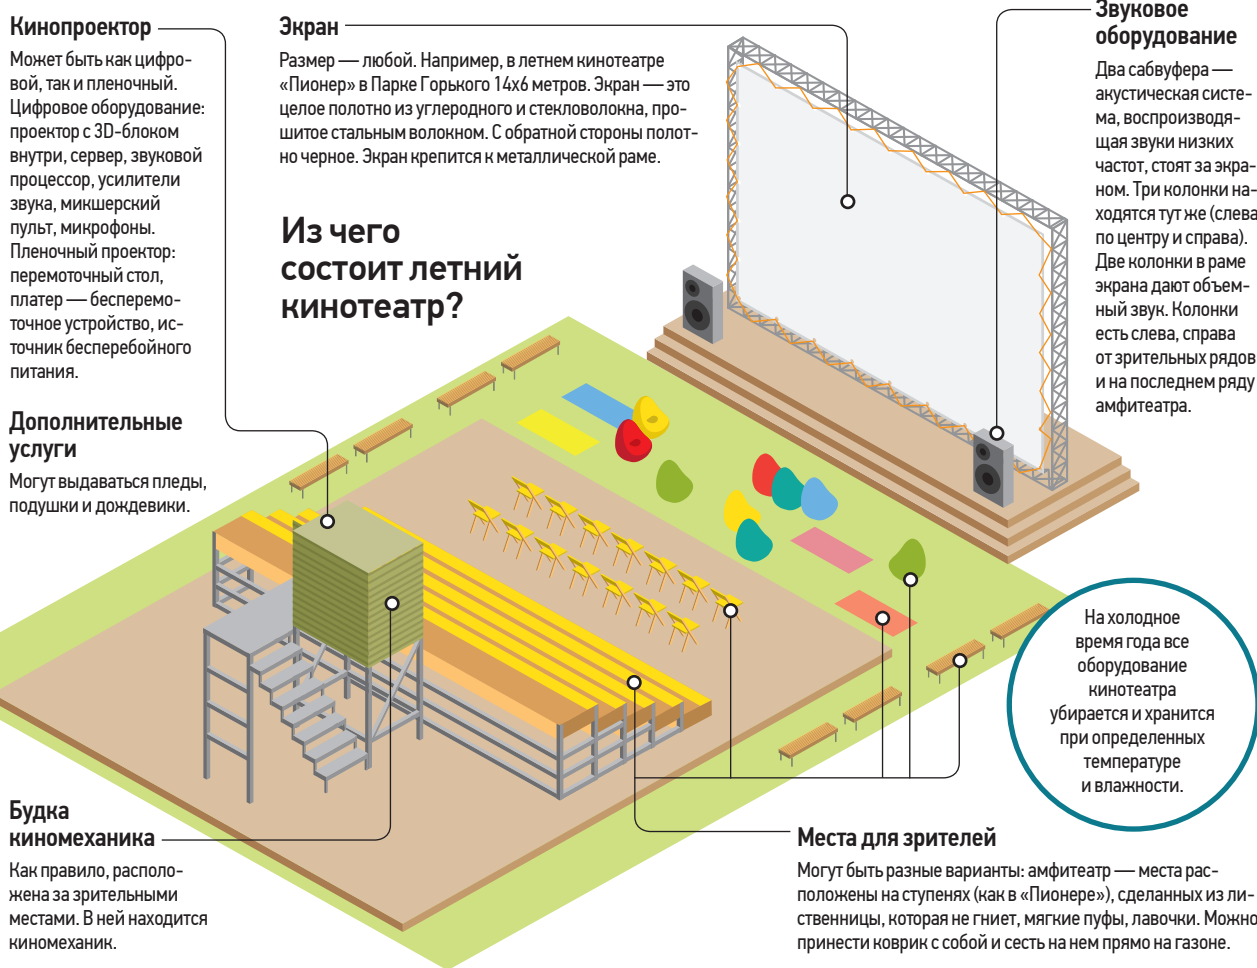 Кинопроектор
Может быть как цифро-
вой, так и пленочный.
Цифровое оборудование:
проектор с 3D-блоком
внутри, сервер, звуковой
процессор, усилители
звука, микшерский
пульт, микрофоны.
Пленочный проектор:
перемоточный стол,
платер — бесперемо-
точное устройство, ис-
точник бесперебойного
питания.
Дополнительные
услуги
Могут выдаваться пледы,
подушки и дождевики.
Экран
Размер — любой. Например, в летнем кинотеатре
«Пионер» в Парке Горького 14х6 метров. Экран — это
целое полотно из углеродного и стекловолокна, про-
шитое стальным волокном. С обратной стороны полот-
но черное. Экран крепится к металлической раме.
Из чего
состоит летний
кинотеатр?
Звуковое
оборудование
Два сабвуфера —
акустическая систе-
ма, воспроизводя-
щая звуки низких
частот, стоят за экра-
ном. Три колонки на-
ходятся тут же (слева
по центру и справа).
Две колонки в раме
экрана дают объем-
ный звук. Колонки
есть слева, справа
от зрительных рядов
и на последнем ряду
амфитеатра.
На холодное
время года все
оборудование
кинотеатра
убирается и хранится
при определенных
температуре
и влажности.
Будка
киномеханика
Как правило, располо-
жена за зрительными
местами. В ней находится
киномеханик.
Места для зрителей
Могут быть разные варианты: амфитеатр — места рас-
положены на ступенях (как в «Пионере»), сделанных из ли-
ственницы, которая не гниет, мягкие пуфы, лавочки. Можно
принести коврик с собой и сесть на нем прямо на газоне.